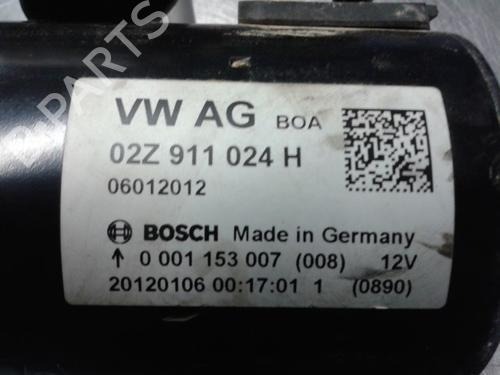 VW AG BOA
02Z 911 024 H
06012012
BOSCH Made in Germany
↑ 0 001 153 007 (008) 12V
20120106 00:17:01 1 (0890)
PARTS